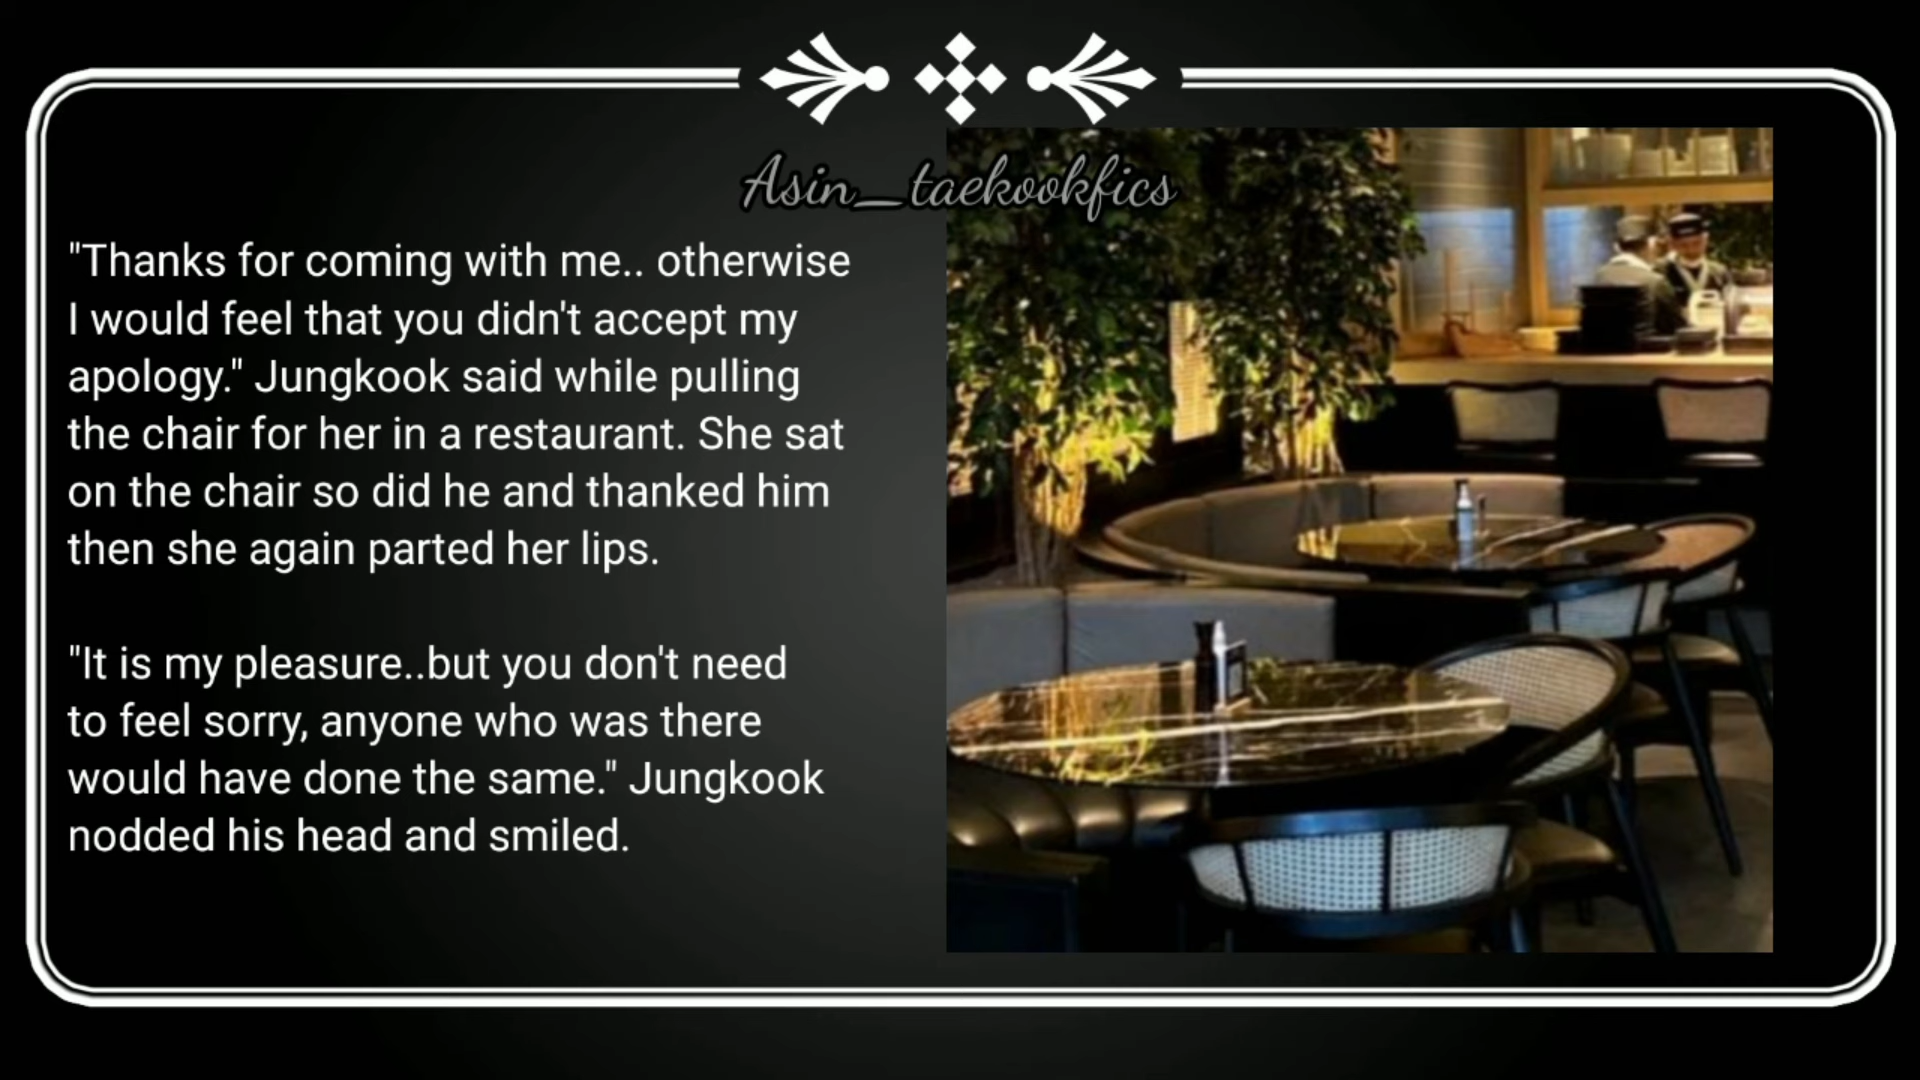 Asin_taekookfics
"Thanks for coming with me.. otherwise
I would feel that you didn't accept my
apology." Jungkook said while pulling
the chair for her in a restaurant. She sat
on the chair so did he and thanked him
then she again parted her lips.
"It is my pleasure..but you don't need
to feel sorry, anyone who was there
would have done the same." Jungkook
nodded his head and smiled.